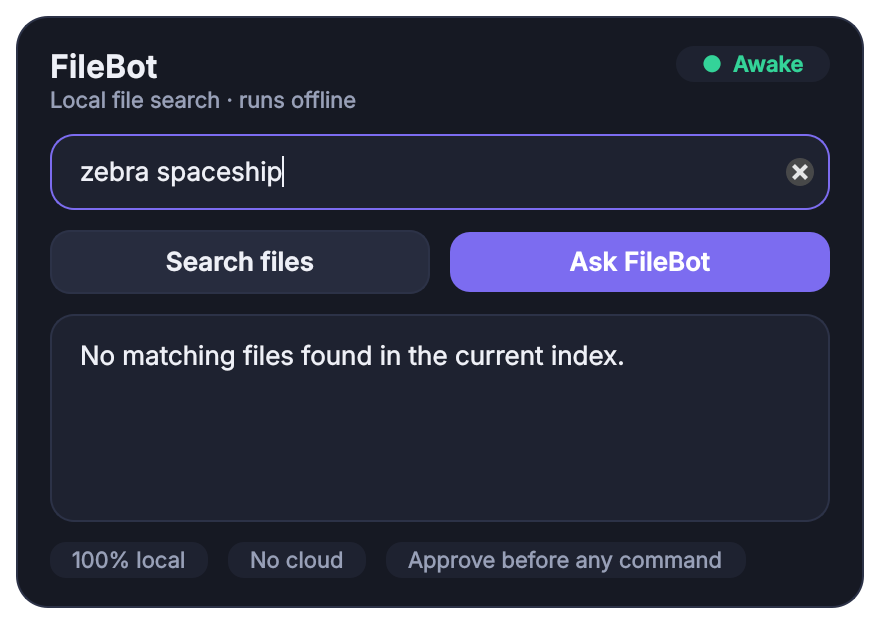 FileBot
Awake
Local file search · runs offline
zebra spaceship
Search files
Ask FileBot
No matching files found in the current index.
100% local
No cloud
Approve before any command